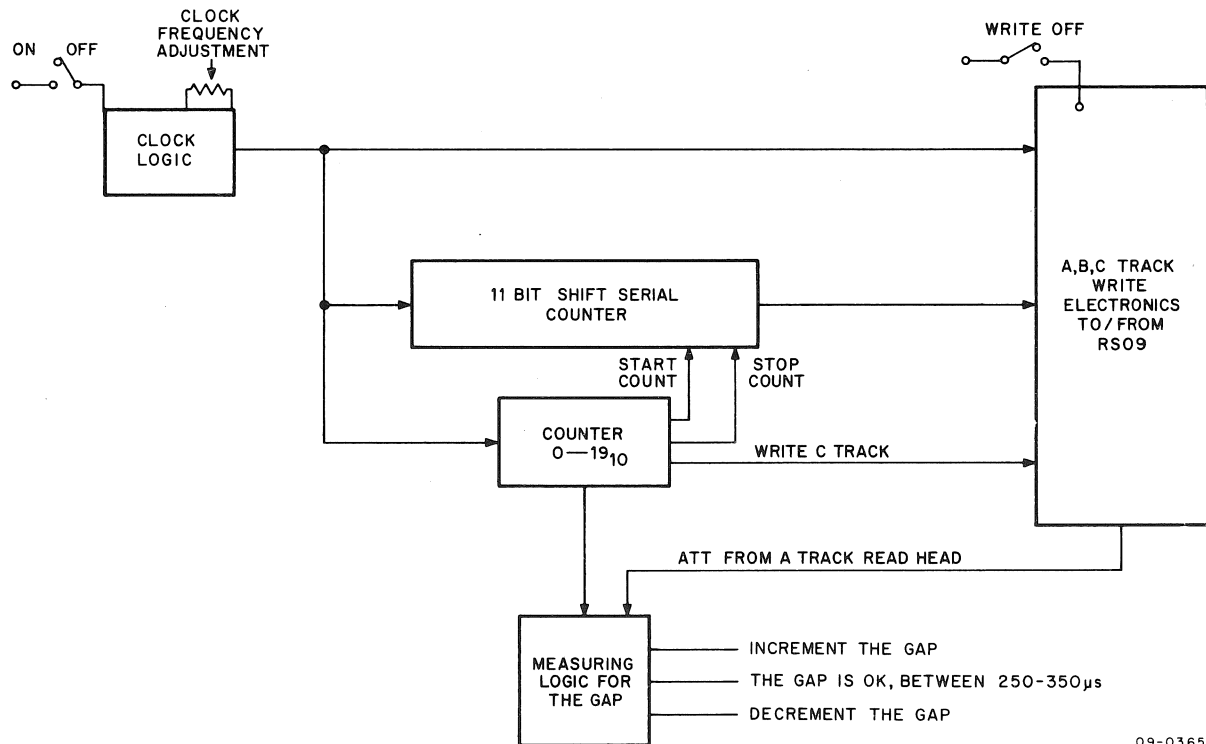 CLOCK
FREQUENCY
ADJUSTMENT
ON OFF
WRITE OFF
CLOCK
LOGIC
11 BIT SHIFT SERIAL
COUNTER
A,B,C TRACK
WRITE
ELECTRONICS
TO/FROM
RS09
START
COUNT
STOP
COUNT
COUNTER
0—19₁₀
WRITE C TRACK
ATT FROM A TRACK READ HEAD
MEASURING
LOGIC FOR
THE GAP
INCREMENT THE GAP
THE GAP IS OK, BETWEEN 250-350µs
DECREMENT THE GAP
09-0365